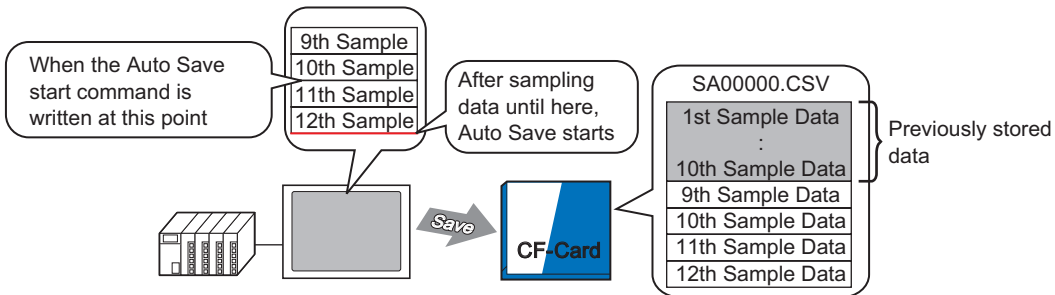 When the Auto Save
start command is
written at this point
9th Sample
10th Sample
11th Sample
12th Sample
After sampling
data until here,
Auto Save starts
Save
CF-Card
SA00000.CSV
1st Sample Data
:
10th Sample Data
9th Sample Data
10th Sample Data
11th Sample Data
12th Sample Data
Previously stored
data